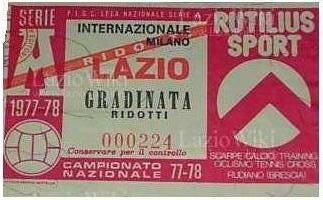 SERIE
A
1977-78
F.I.G.C. LEGA NAZIONALE SERIE A
INTERNAZIONALE
MILANO
RIDO
LAZIO
GRADINATA
RIDOTTI
000224
Conservare per il controllo
CAMPIONATO
NAZIONALE 77-78
RUTILIUS
SPORT
LazioWiki
SCARPE CALCIO, TRAINING
CICLISMO TENNIS CROSS
RUDIANO (BRESCIA)